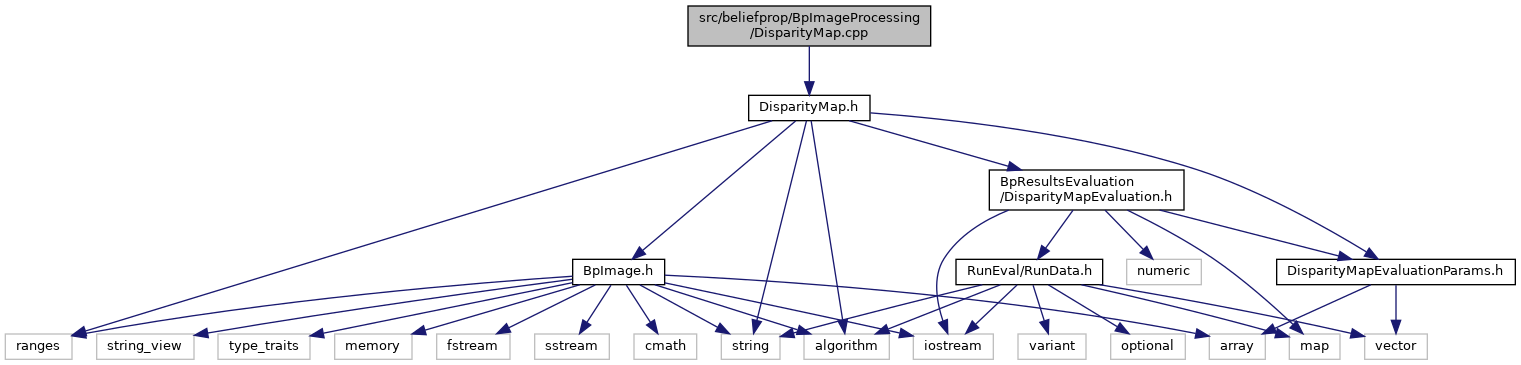 src/beliefprop/BpImageProcessing
/DisparityMap.cpp
DisparityMap.h
BpResultsEvaluation
/DisparityMapEvaluation.h
BpImage.h
RunEval/RunData.h
numeric
DisparityMapEvaluationParams.h
ranges
string_view
type_traits
memory
fstream
sstream
cmath
string
algorithm
iostream
variant
optional
array
map
vector